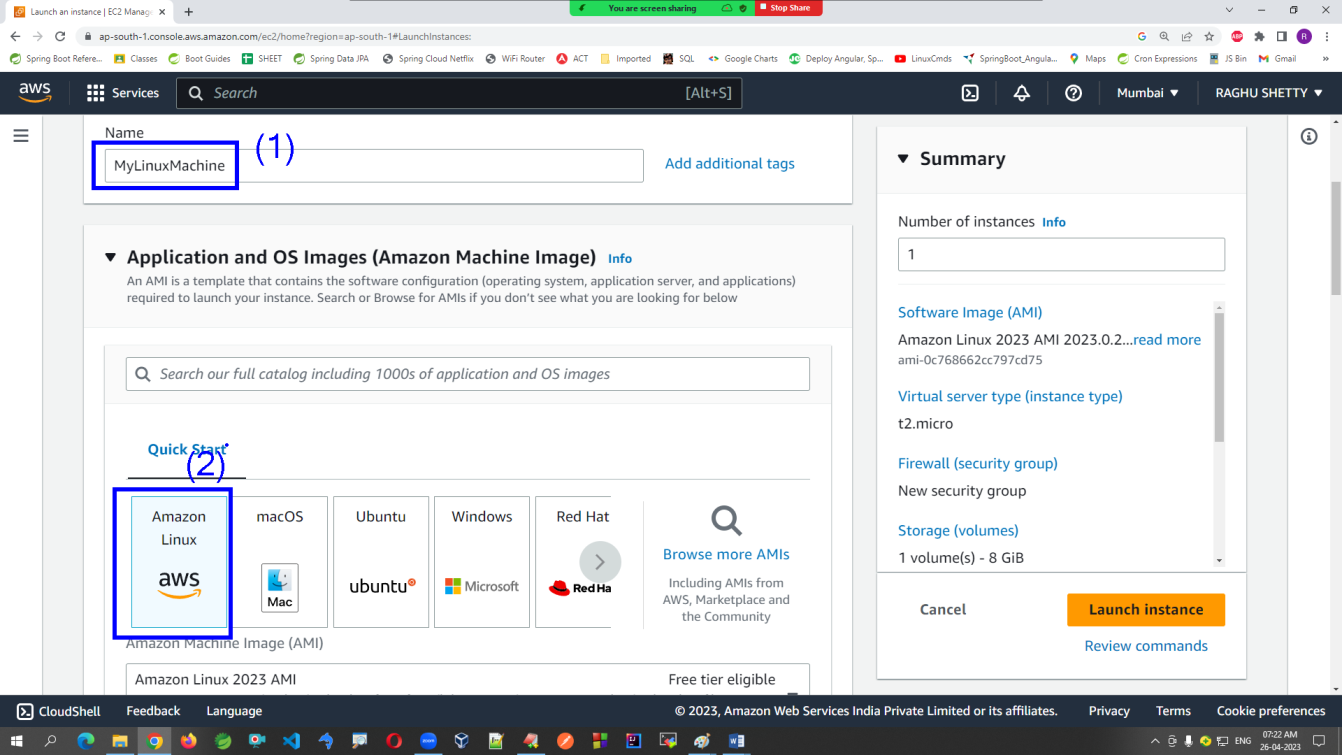 Launch an instance | EC2 Manage
You are screen sharing
Stop Share
ap-south-1.console.aws.amazon.com/ec2/home?region=ap-south-1#LaunchInstances:
Spring Boot Refere...
Classes
Boot Guides
SHEET
Spring Data JPA
Spring Cloud Netflix
WiFi Router
ACT
Imported
SQL
Google Charts
Deploy Angular, Sp...
LinuxCmds
SpringBoot_Angula...
Maps
Cron Expressions
JS Bin
Gmail
aws
Services
Search
[Alt+S]
Mumbai
RAGHU SHETTY
Name
(1)
MyLinuxMachine
Add additional tags
Application and OS Images (Amazon Machine Image) Info
An AMI is a template that contains the software configuration (operating system, application server, and applications)
required to launch your instance. Search or Browse for AMIs if you don't see what you are looking for below
Search our full catalog including 1000s of application and OS images
Quick Start
(2)
Amazon
Linux
aws
macOS
Mac
Ubuntu
ubuntu
Windows
Microsoft
Red Hat
Red Ha
Browse more AMIs
Including AMIs from
AWS, Marketplace and
the Community
Amazon Machine Image (AMI)
Amazon Linux 2023 AMI
Free tier eligible
Summary
Number of instances Info
1
Software Image (AMI)
Amazon Linux 2023 AMI 2023.0.2...read more
ami-0c768662cc797cd75
Virtual server type (instance type)
t2.micro
Firewall (security group)
New security group
Storage (volumes)
1 volume(s) - 8 GiB
Cancel
Launch instance
Review commands
CloudShell
Feedback
Language
© 2023, Amazon Web Services India Private Limited or its affiliates.
Privacy
Terms
Cookie preferences
ENG
07:22 AM
26-04-2023